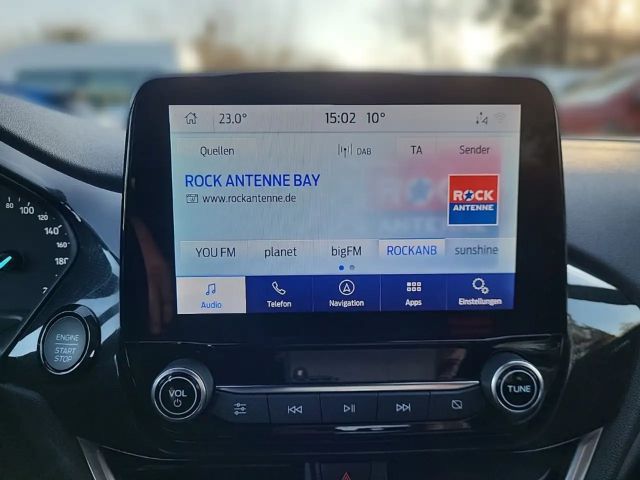 23.0° 15:02 10°
Quellen DAB TA Sender
ROCK ANTENNE BAY
www.rockantenne.de
ROCK
ANTENNE
YOU FM planet bigFM ROCKANB sunshine
Audio Telefon Navigation Apps Einstellungen
80 100 120 140 160 180
ENGINE
START
STOP
VOL
TUNE